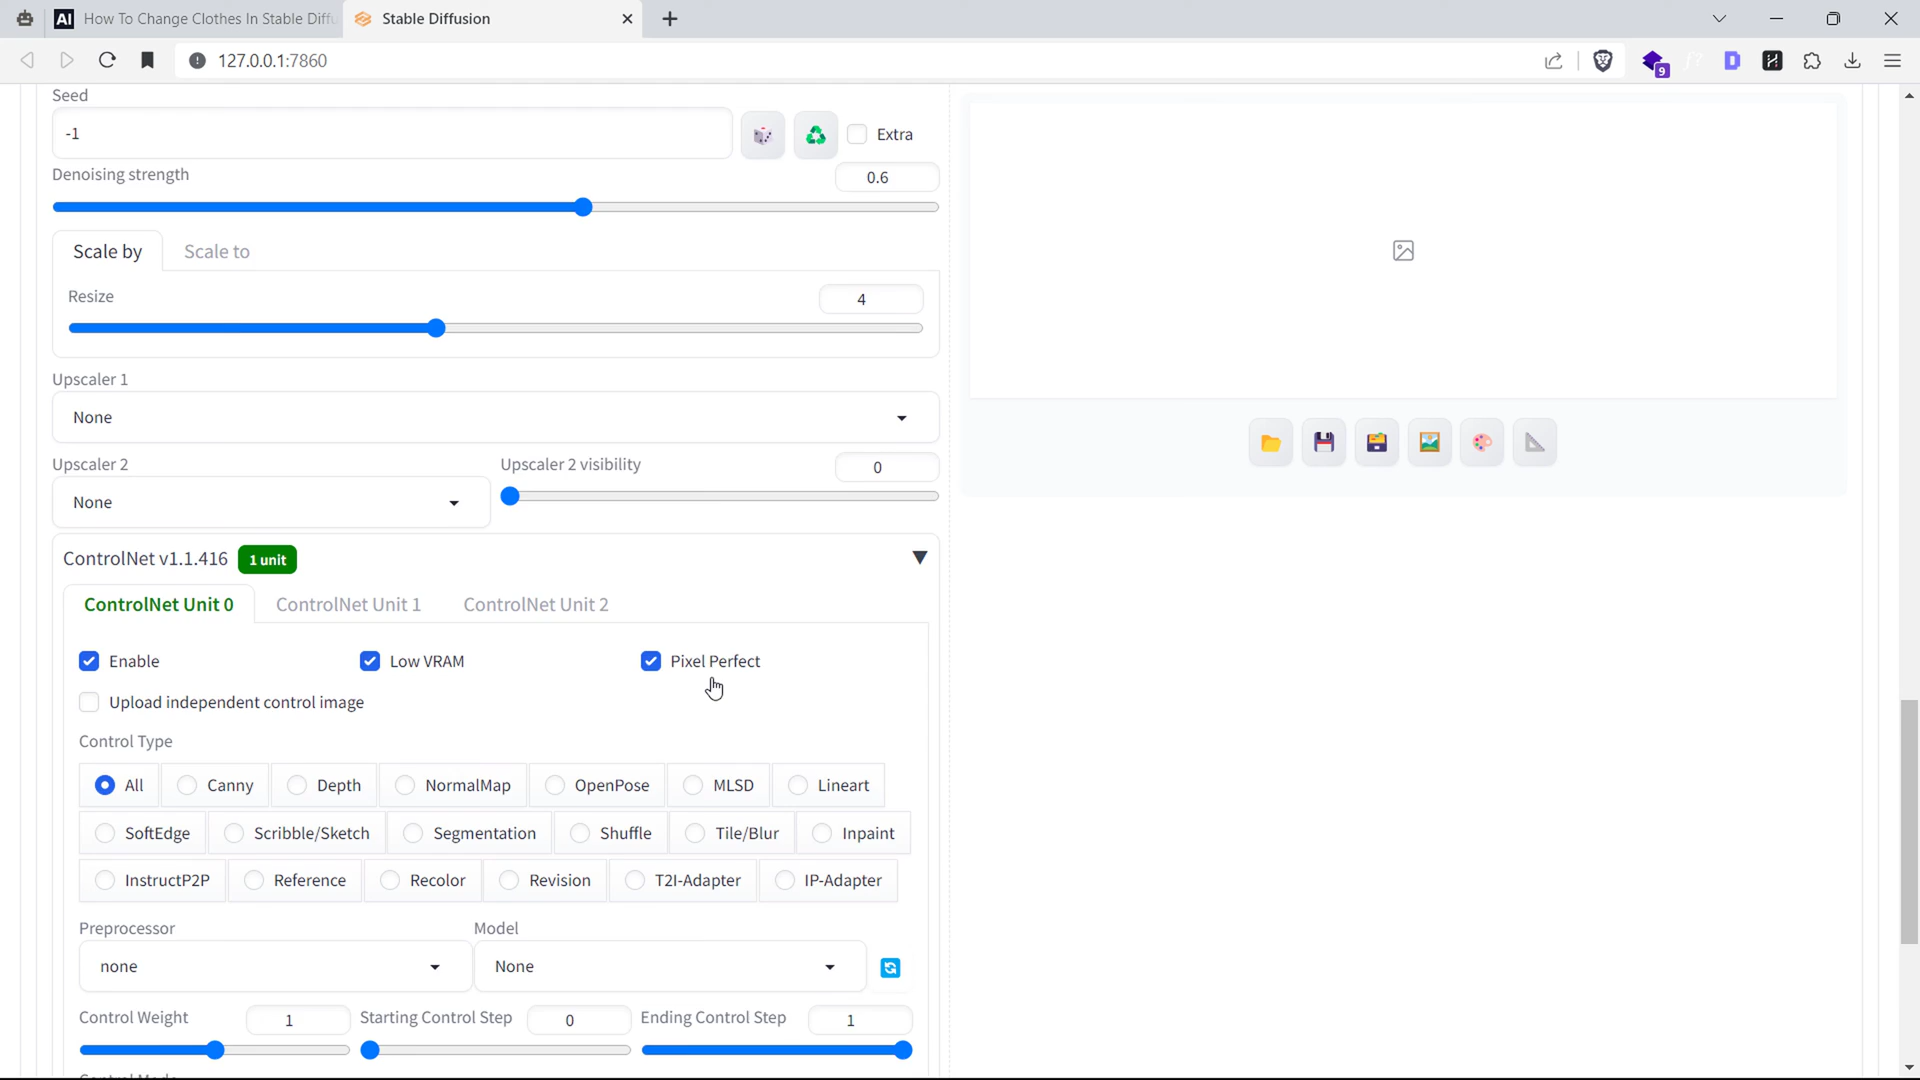 AI How To Change Clothes In Stable Diffu
Stable Diffusion
127.0.0.1:7860
9
Seed
-1
Extra
Denoising strength
0.6
Scale by
Scale to
Resize
4
Upscaler 1
None
Upscaler 2
None
Upscaler 2 visibility
0
ControlNet v1.1.416
1 unit
ControlNet Unit 0
ControlNet Unit 1
ControlNet Unit 2
Enable
Low VRAM
Pixel Perfect
Upload independent control image
Control Type
All
Canny
Depth
NormalMap
OpenPose
MLSD
Lineart
SoftEdge
Scribble/Sketch
Segmentation
Shuffle
Tile/Blur
Inpaint
InstructP2P
Reference
Recolor
Revision
T2I-Adapter
IP-Adapter
Preprocessor
none
Model
None
Control Weight
1
Starting Control Step
0
Ending Control Step
1